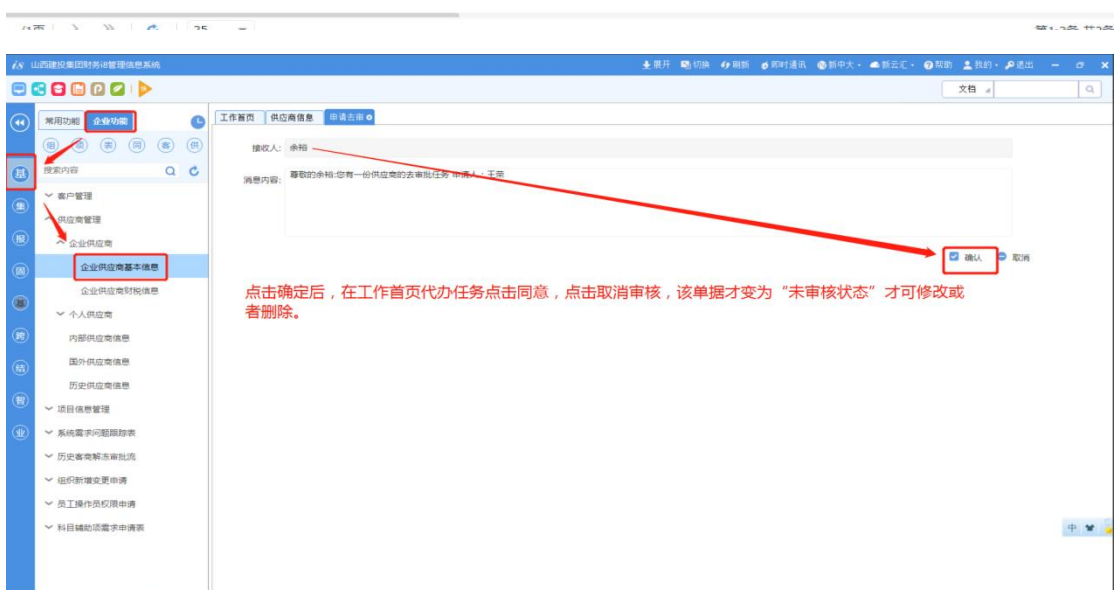 25
i8 山西建投集团财务i8管理信息系统
展开 切换 刷新 即时通讯 新中大 新云汇 帮助 我的 退出
文档
常用功能 企业功能
工作首页 供应商信息 申请去审
组 项 表 同 客 供
搜索内容
接收人: 余裕
消息内容: 尊敬的余裕:您有一份供应商的去审批任务 申请人：王荣
确认 取消
基
集
报
固
跨
结
智
业
客户管理
供应商管理
企业供应商
企业供应商基本信息
企业供应商财税信息
个人供应商
内部供应商信息
国外供应商信息
历史供应商信息
项目信息管理
系统需求问题跟踪表
历史客商解冻审批流
组织新增变更申请
员工操作员权限申请
科目辅助项需求申请表
点击确定后，在工作首页代办任务点击同意，点击取消审核，该单据才变为“未审核状态”才可修改或
者删除。
中